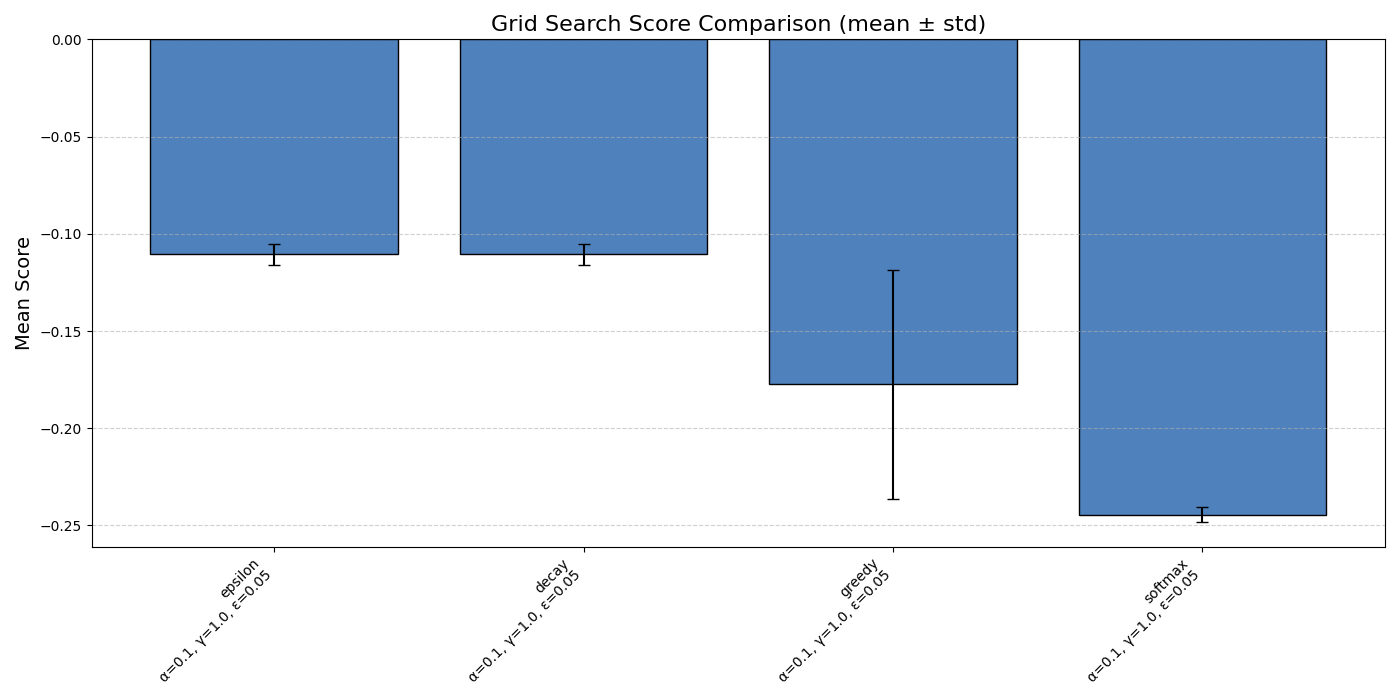 Grid Search Score Comparison (mean ± std)
Mean Score
0.00
−0.05
−0.10
−0.15
−0.20
−0.25
epsilon
α=0.1, γ=1.0, ε=0.05
decay
α=0.1, γ=1.0, ε=0.05
greedy
α=0.1, γ=1.0, ε=0.05
softmax
α=0.1, γ=1.0, ε=0.05